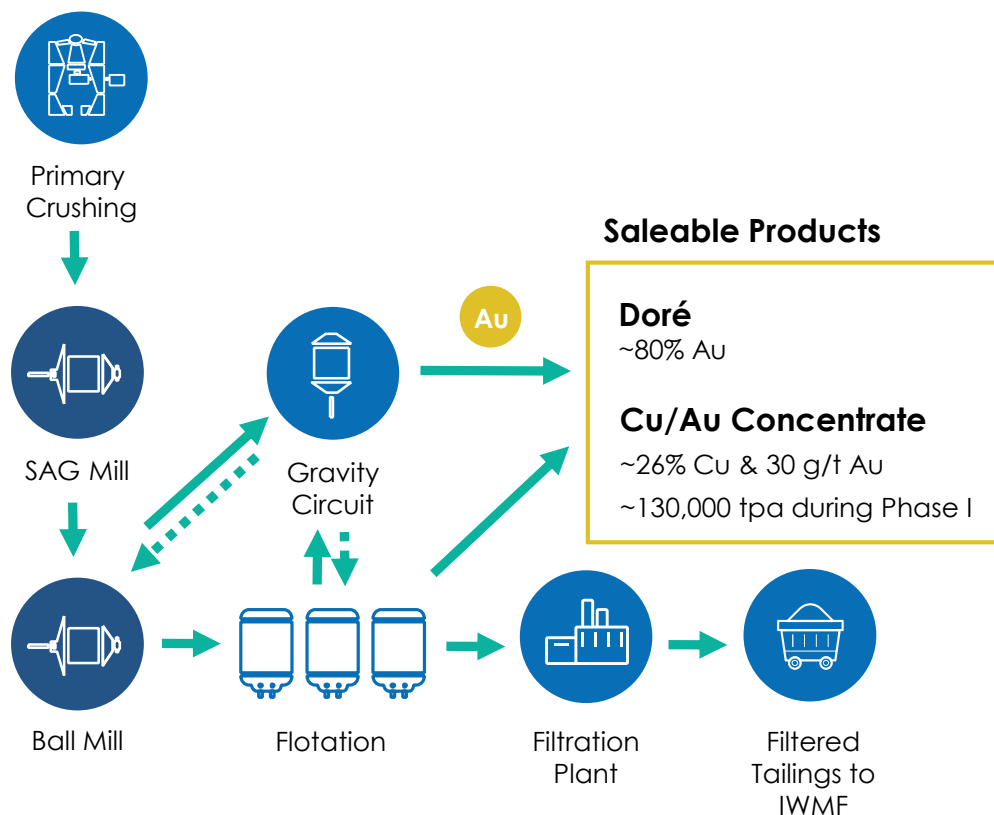 Primary
Crushing
SAG Mill
Ball Mill
Gravity
Circuit
Flotation
Au
Saleable Products
Doré
~80% Au
Cu/Au Concentrate
~26% Cu & 30 g/t Au
~130,000 tpa during Phase I
Filtration
Plant
Filtered
Tailings to
IWMF